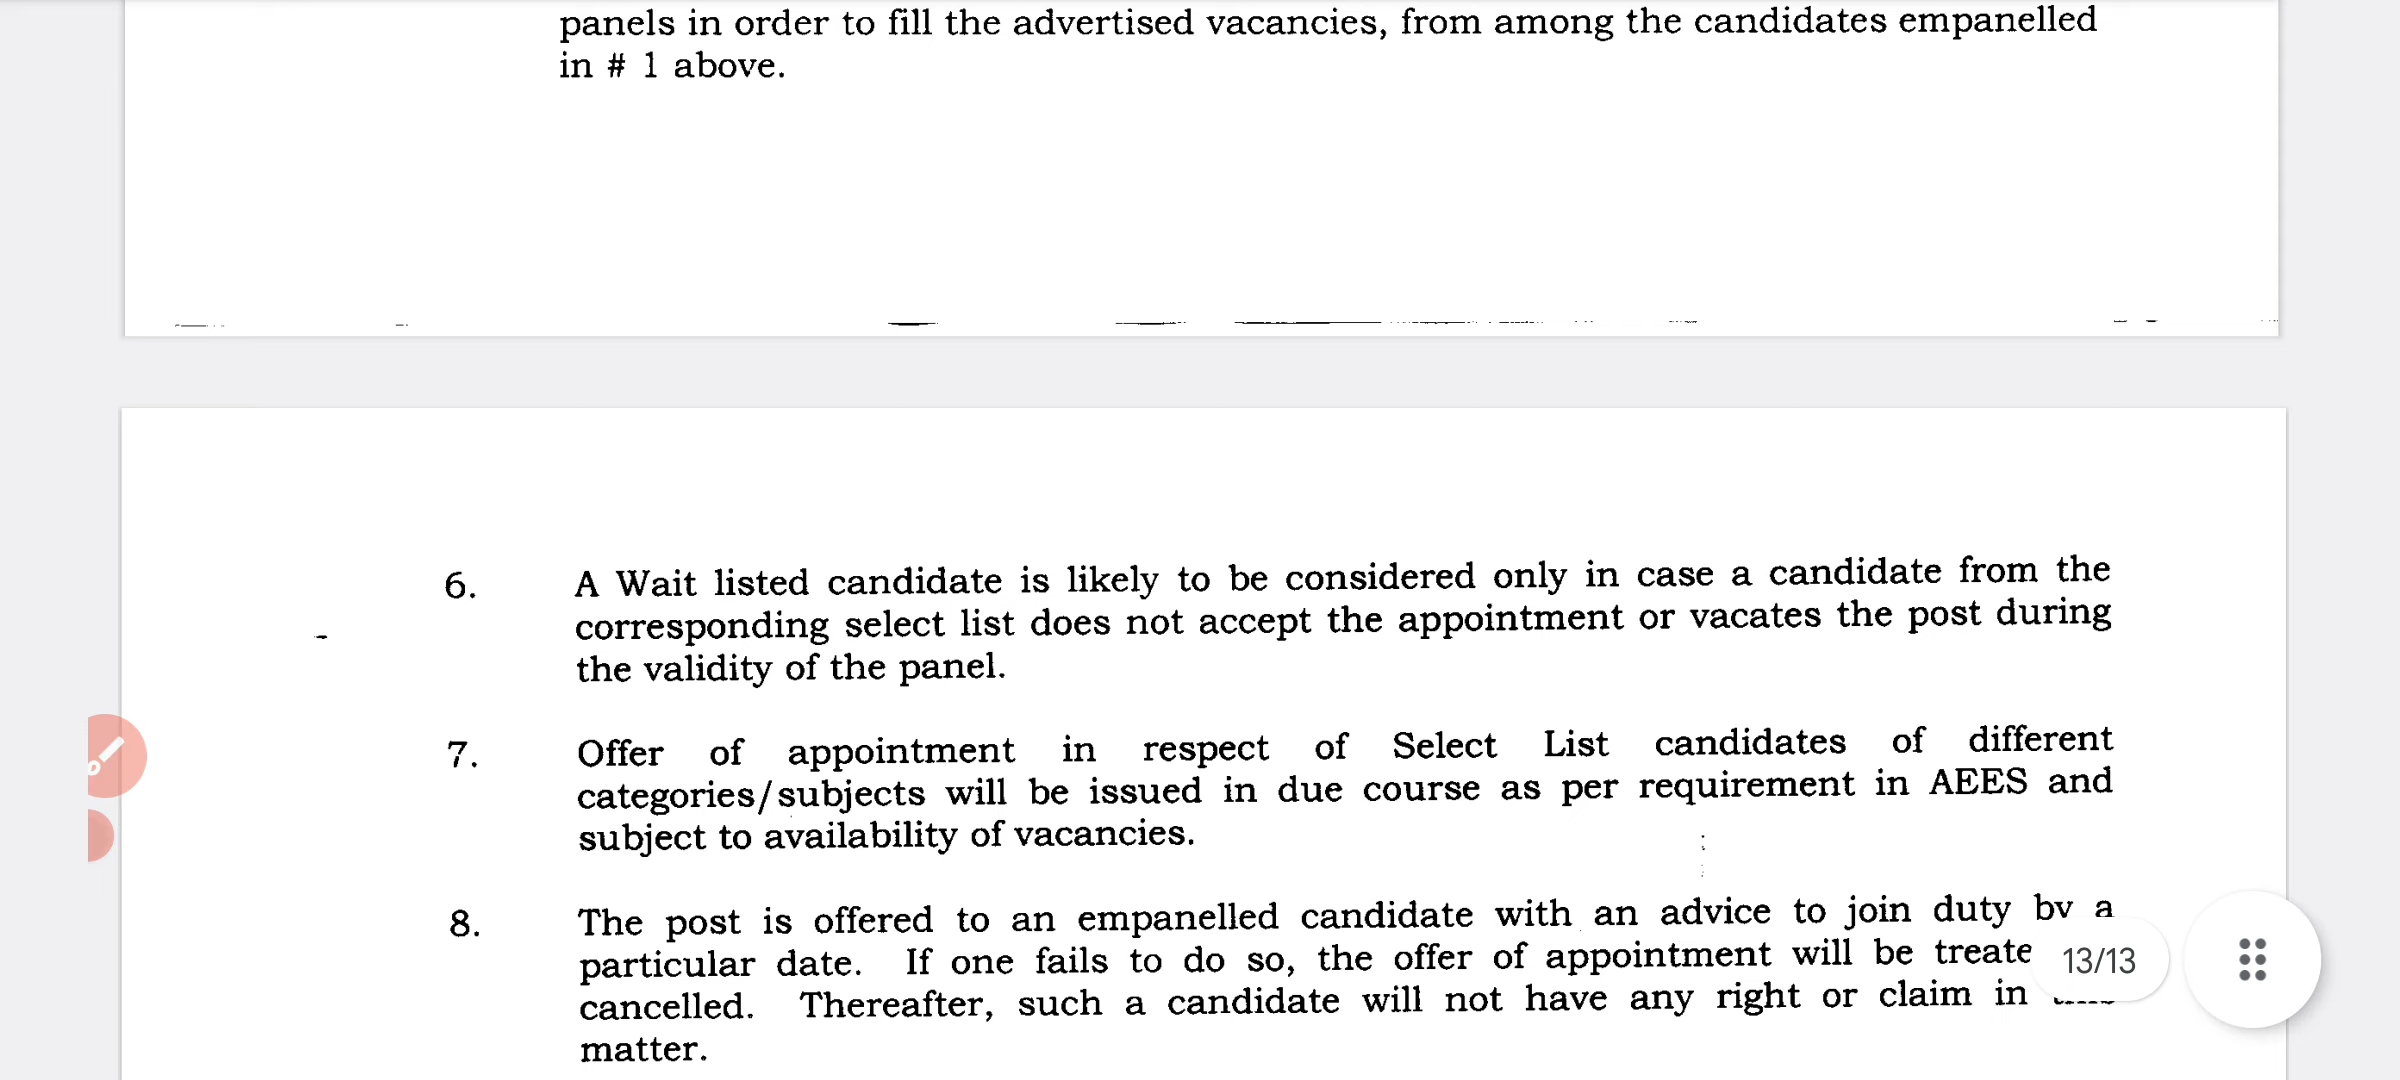 panels in order to fill the advertised vacancies, from among the candidates empanelled
in # 1 above.
6. A Wait listed candidate is likely to be considered only in case a candidate from the
corresponding select list does not accept the appointment or vacates the post during
the validity of the panel.
7. Offer of appointment in respect of Select List candidates of different
categories/subjects will be issued in due course as per requirement in AEES and
subject to availability of vacancies.
8. The post is offered to an empanelled candidate with an advice to join duty by a
particular date. If one fails to do so, the offer of appointment will be treate
cancelled. Thereafter, such a candidate will not have any right or claim in
matter.
13/13